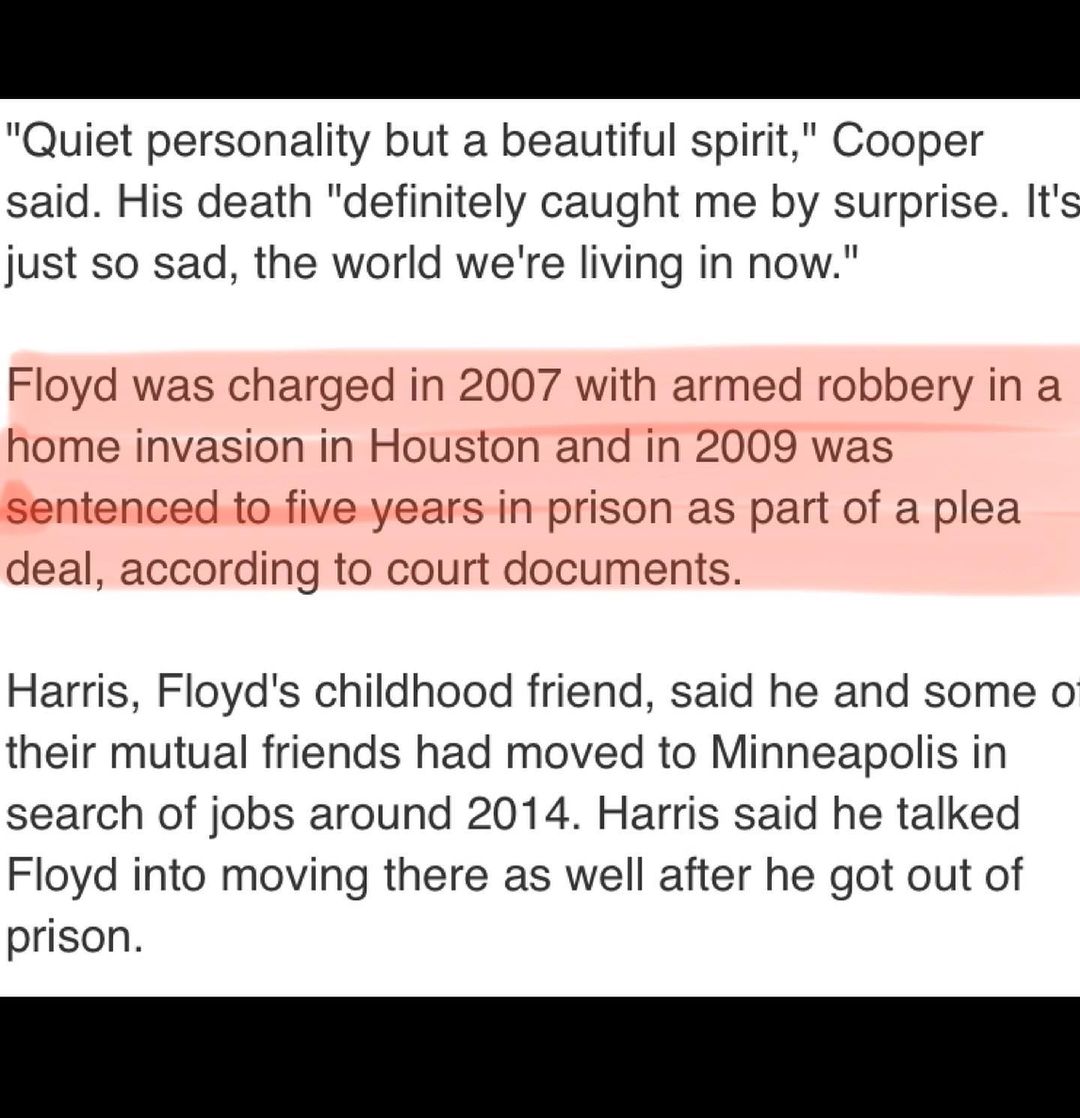 "Quiet personality but a beautiful spirit," Cooper
said. His death "definitely caught me by surprise. It's
just so sad, the world we're living in now."
Floyd was charged in 2007 with armed robbery in a
home invasion in Houston and in 2009 was
sentenced to five years in prison as part of a plea
deal, according to court documents.
Harris, Floyd's childhood friend, said he and some of
their mutual friends had moved to Minneapolis in
search of jobs around 2014. Harris said he talked
Floyd into moving there as well after he got out of
prison.